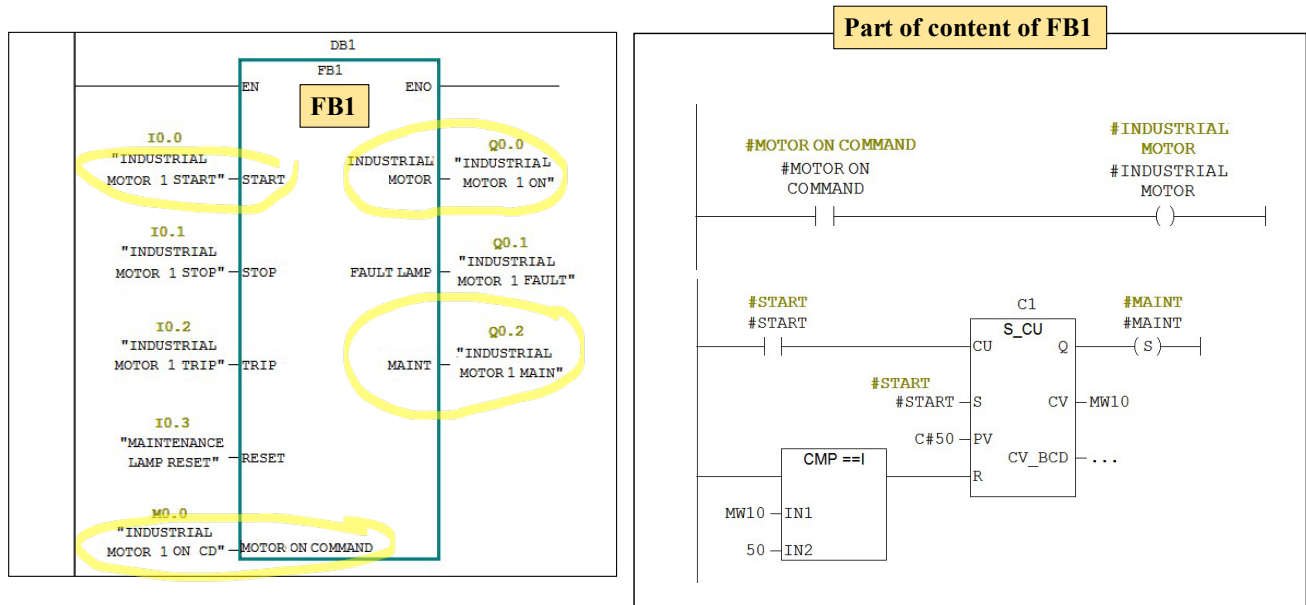 Part of content of FB1
DB1
FB1
EN
ENO
FB1
I0.0
"INDUSTRIAL
MOTOR 1 START"
START
INDUSTRIAL
MOTOR
Q0.0
"INDUSTRIAL
MOTOR 1 ON"
I0.1
"INDUSTRIAL
MOTOR 1 STOP"
STOP
FAULT LAMP
Q0.1
"INDUSTRIAL
MOTOR 1 FAULT"
I0.2
"INDUSTRIAL
MOTOR 1 TRIP"
TRIP
MAINT
Q0.2
"INDUSTRIAL
MOTOR 1 MAIN"
I0.3
"MAINTENANCE
LAMP RESET"
RESET
M0.0
"INDUSTRIAL
MOTOR 1 ON CD"
MOTOR ON COMMAND
#MOTOR ON COMMAND
#MOTOR ON
COMMAND
#INDUSTRIAL
MOTOR
#INDUSTRIAL
MOTOR
#START
#START
C1
S_CU
CU
Q
#MAINT
#MAINT
S
#START
#START
S
CV
MW10
C#50
PV
CV_BCD
...
R
CMP ==I
MW10
IN1
50
IN2